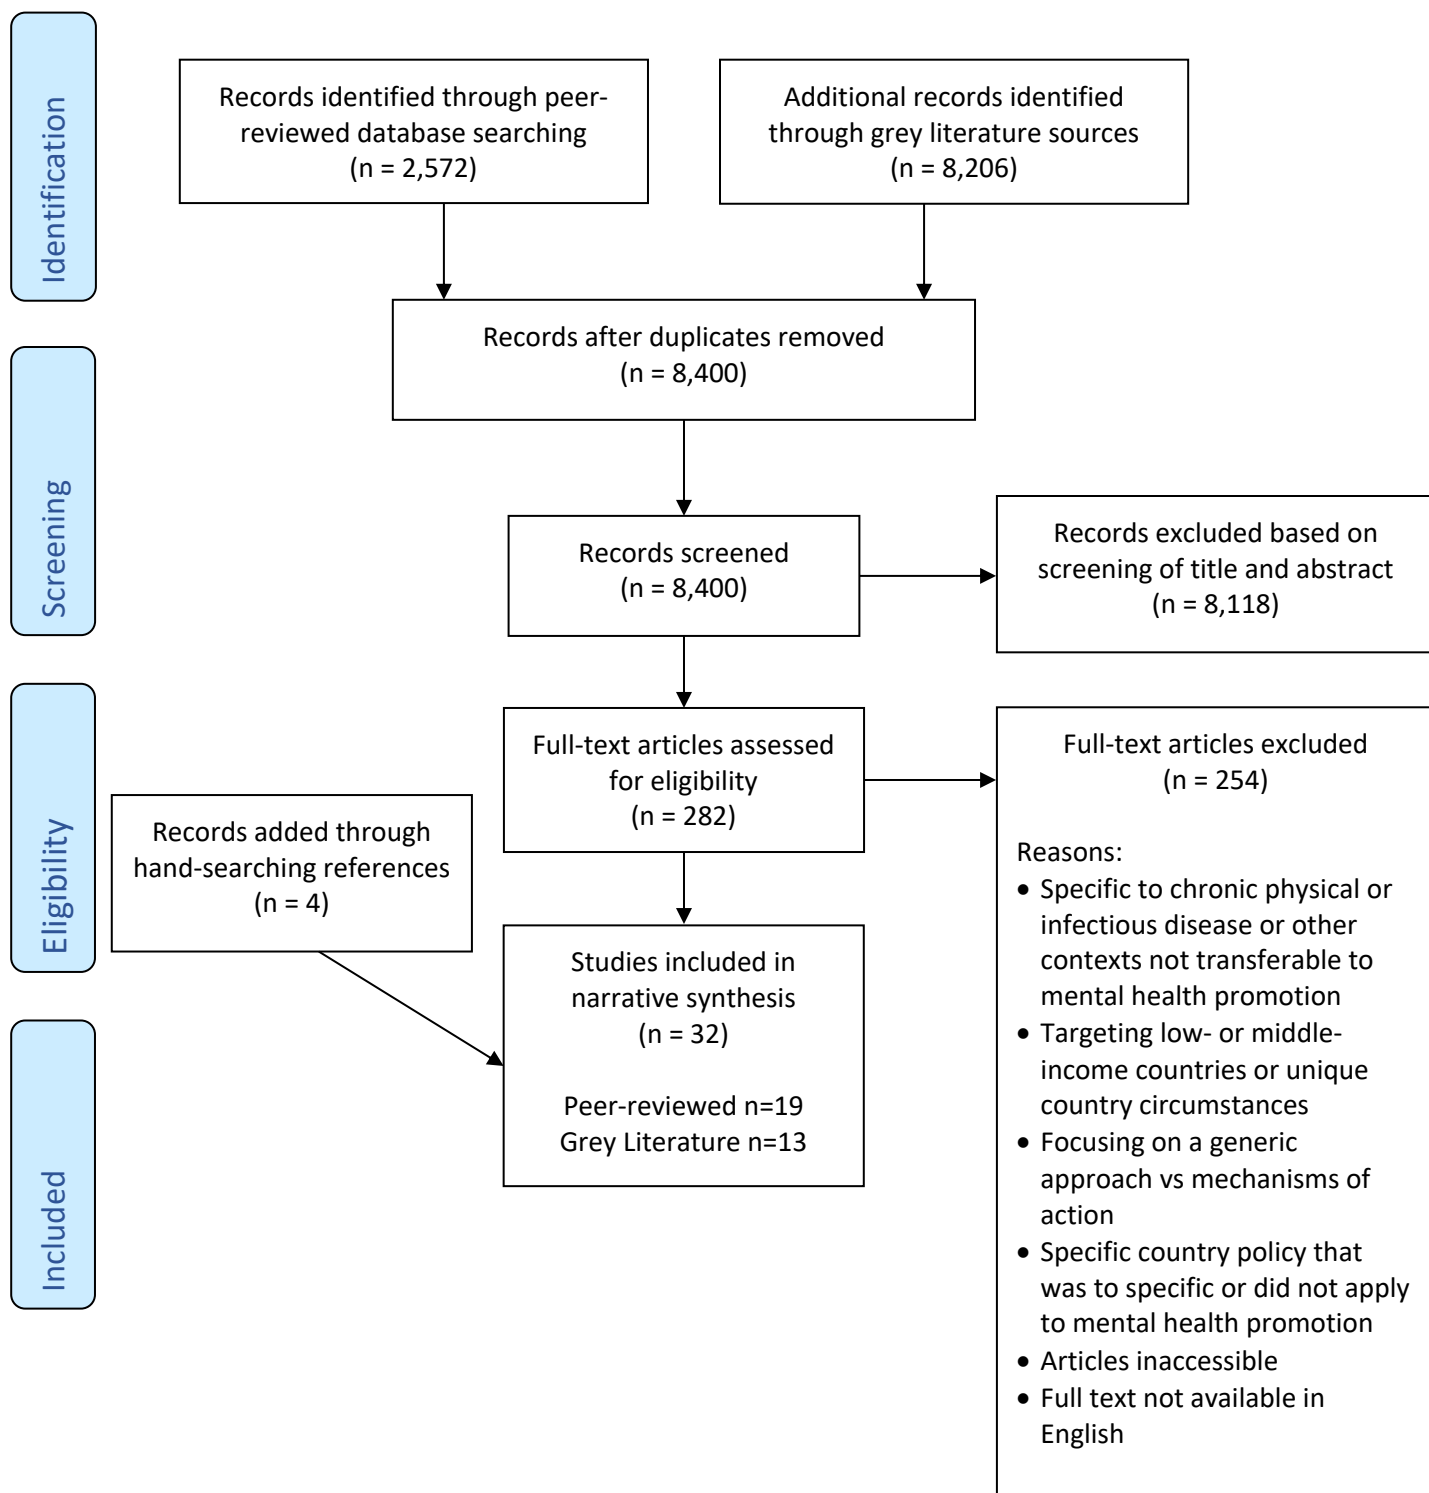 Identification
Records identified through peer-
reviewed database searching
(n = 2,572)
Additional records identified
through grey literature sources
(n = 8,206)
Records after duplicates removed
(n = 8,400)
Screening
Records screened
(n = 8,400)
Records excluded based on
screening of title and abstract
(n = 8,118)
Eligibility
Full-text articles assessed
for eligibility
(n = 282)
Full-text articles excluded
(n = 254)
Reasons:
• Specific to chronic physical or
infectious disease or other
contexts not transferable to
mental health promotion
• Targeting low- or middle-
income countries or unique
country circumstances
• Focusing on a generic
approach vs mechanisms of
action
• Specific country policy that
was to specific or did not apply
to mental health promotion
• Articles inaccessible
• Full text not available in
English
Records added through
hand-searching references
(n = 4)
Included
Studies included in
narrative synthesis
(n = 32)
Peer-reviewed n=19
Grey Literature n=13